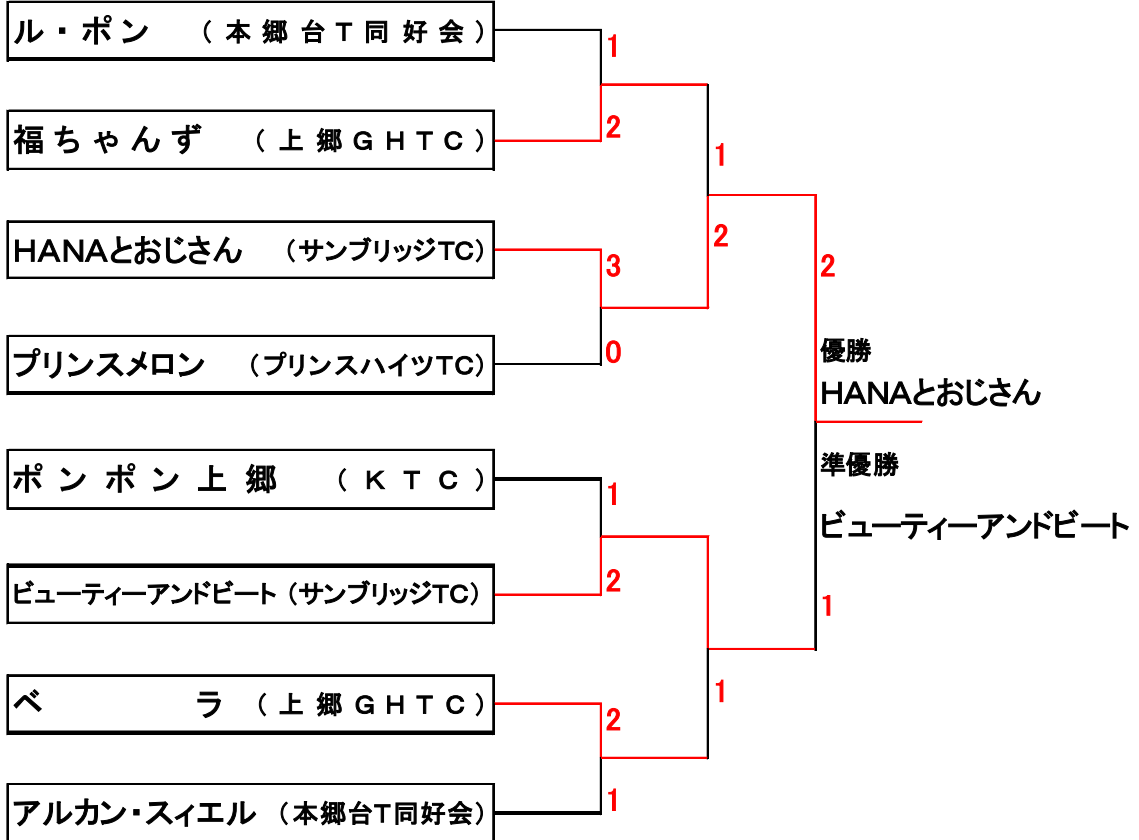 ル・ポン （本郷台T同好会）
1
福ちゃんず （上郷GHTC）
2
1
HANAとおじさん （サンブリッジTC）
3
2
2
プリンスメロン （プリンスハイツTC）
0
優勝
HANAとおじさん
準優勝
ビューティーアンドビート
ポンポン上郷 （KTC）
1
ビューティーアンドビート （サンブリッジTC）
2
1
ベラ （上郷GHTC）
2
1
アルカン・スィエル （本郷台T同好会）
1